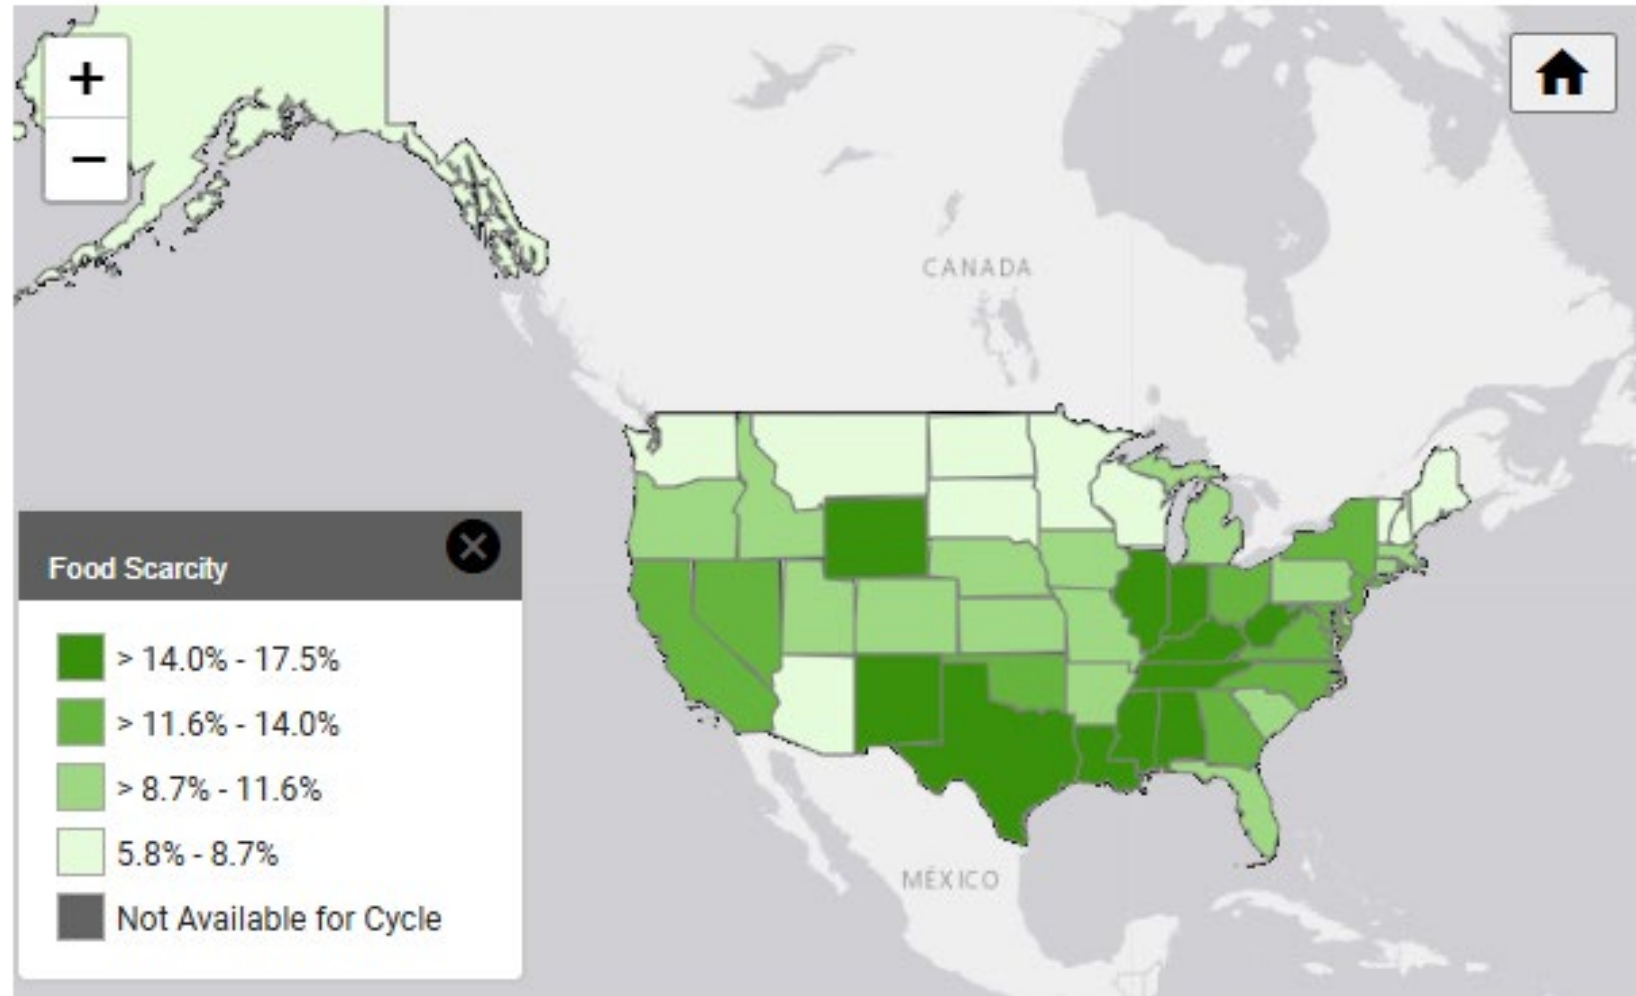 +
−
CANADA
Food Scarcity
> 14.0% - 17.5%
> 11.6% - 14.0%
> 8.7% - 11.6%
5.8% - 8.7%
Not Available for Cycle
MÉXICO